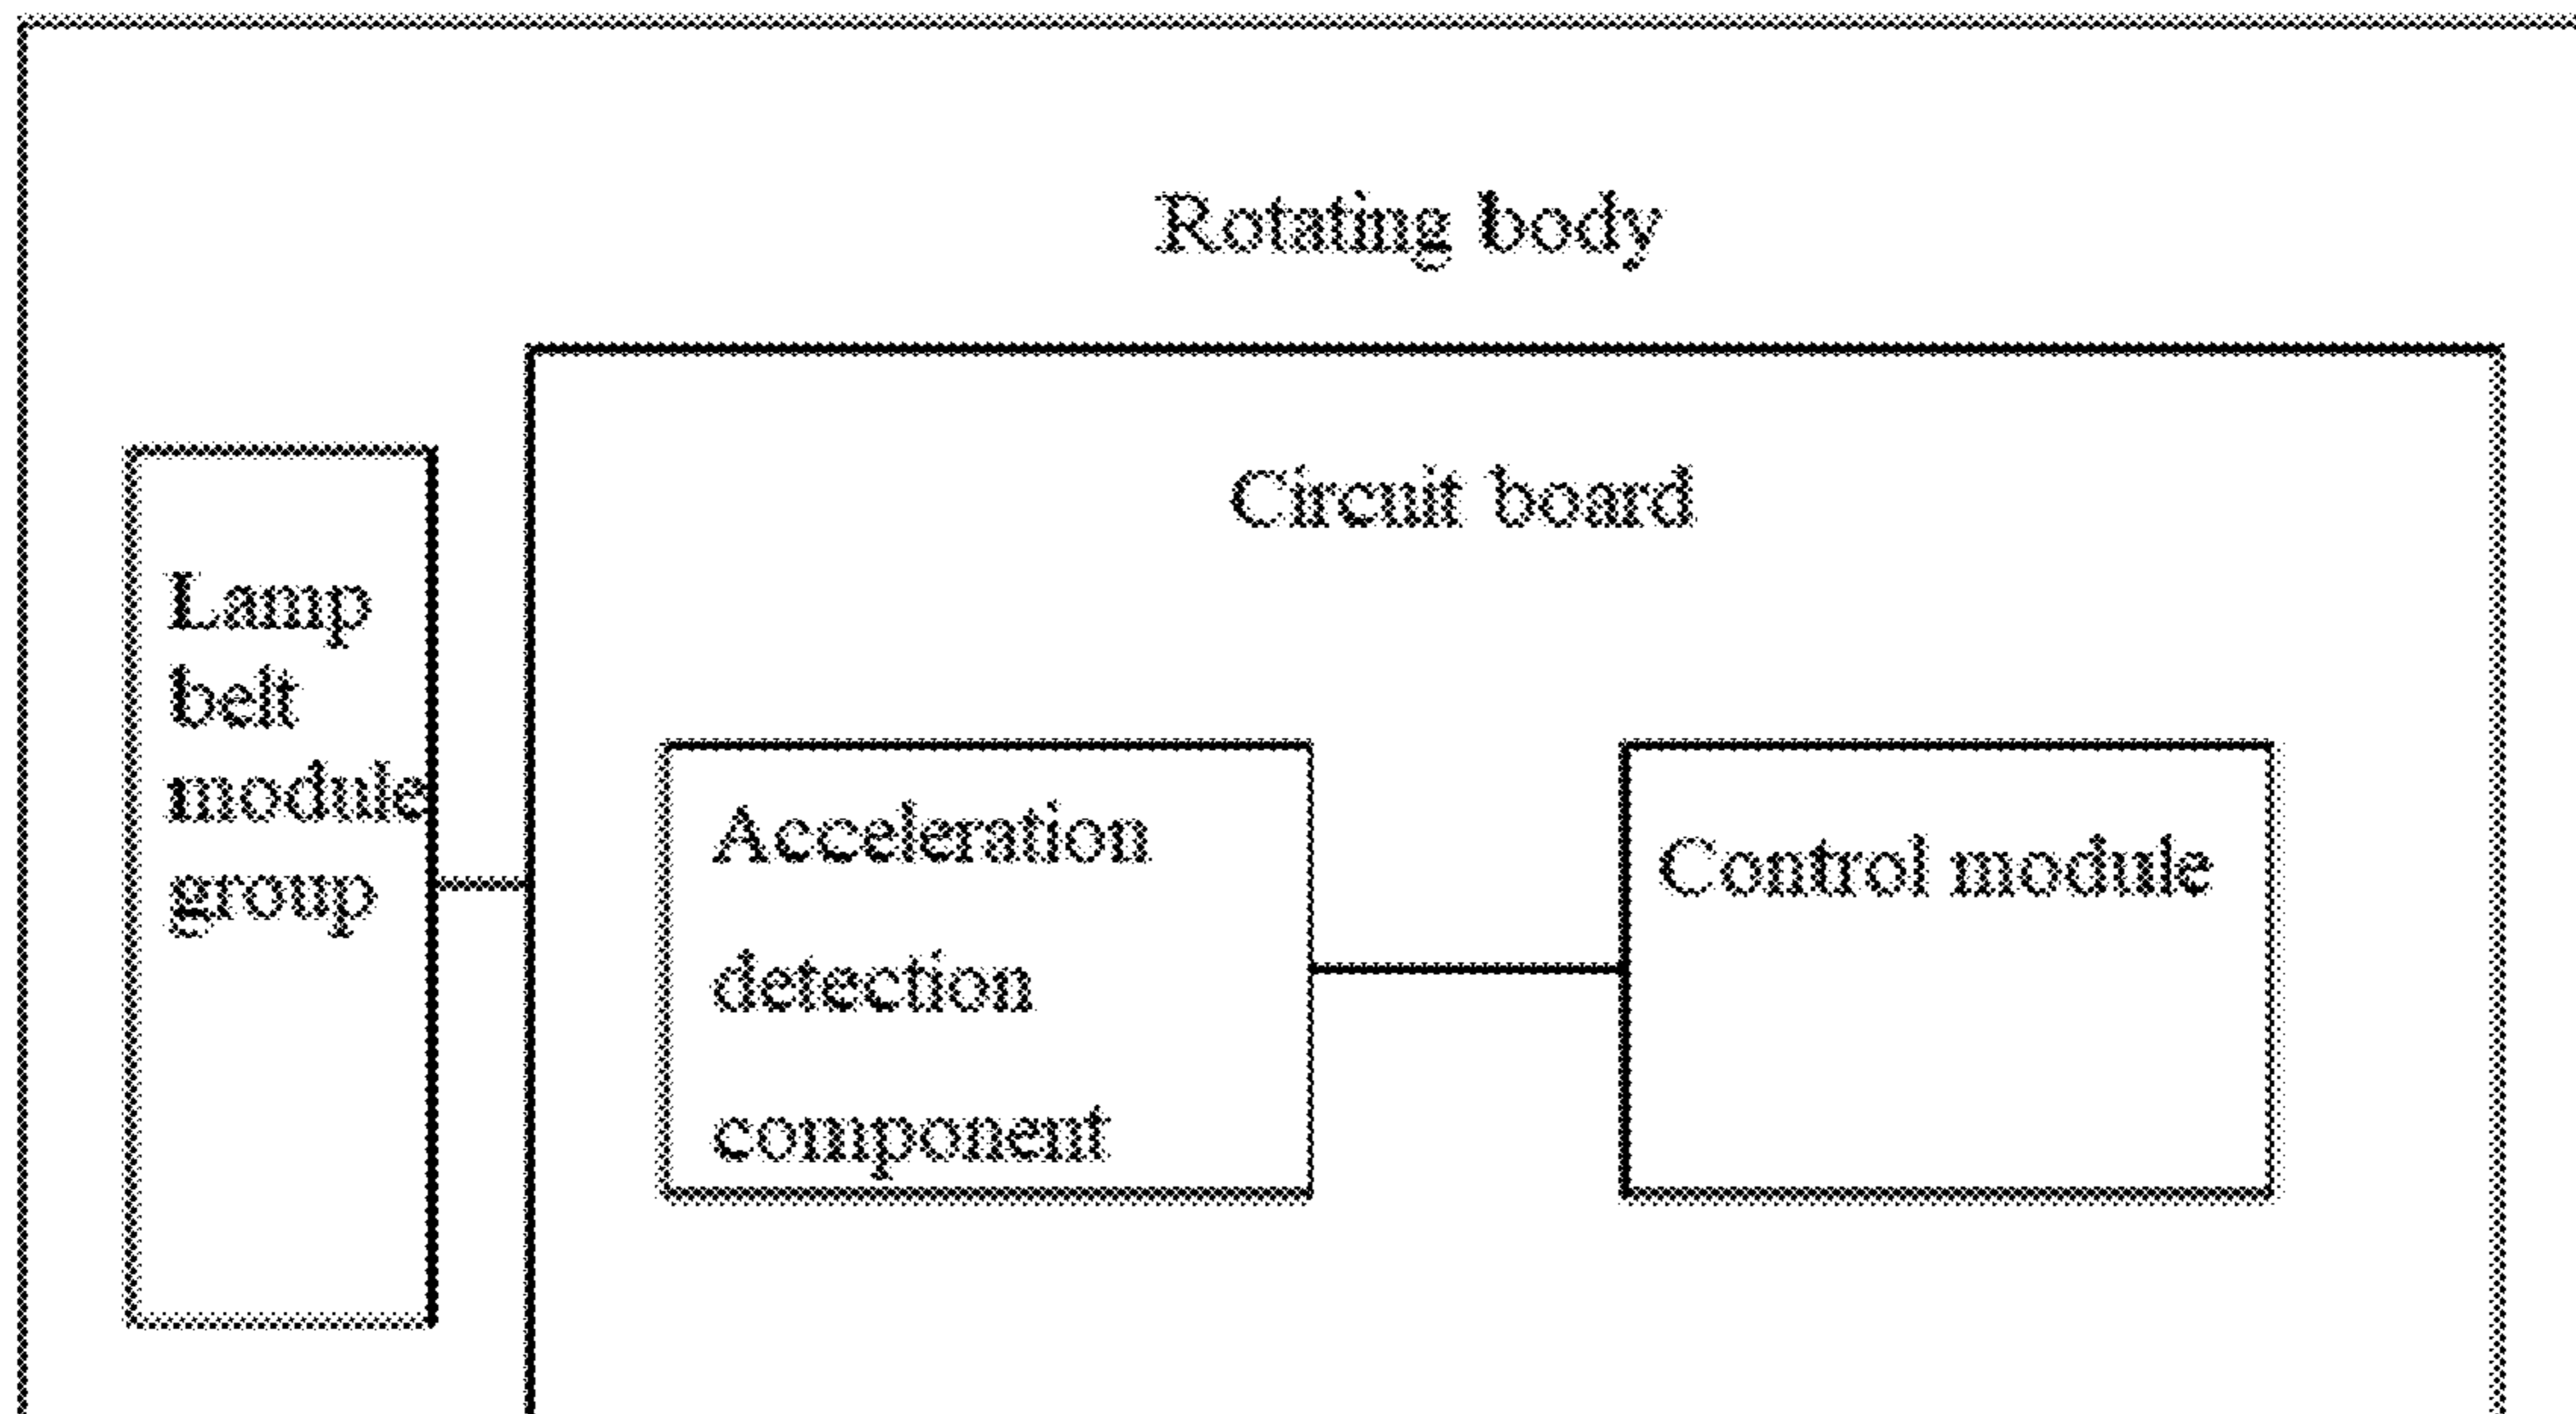 Rotating body
Circuit board
Lamp
belt
module
group
Acceleration
detection
component
Control module